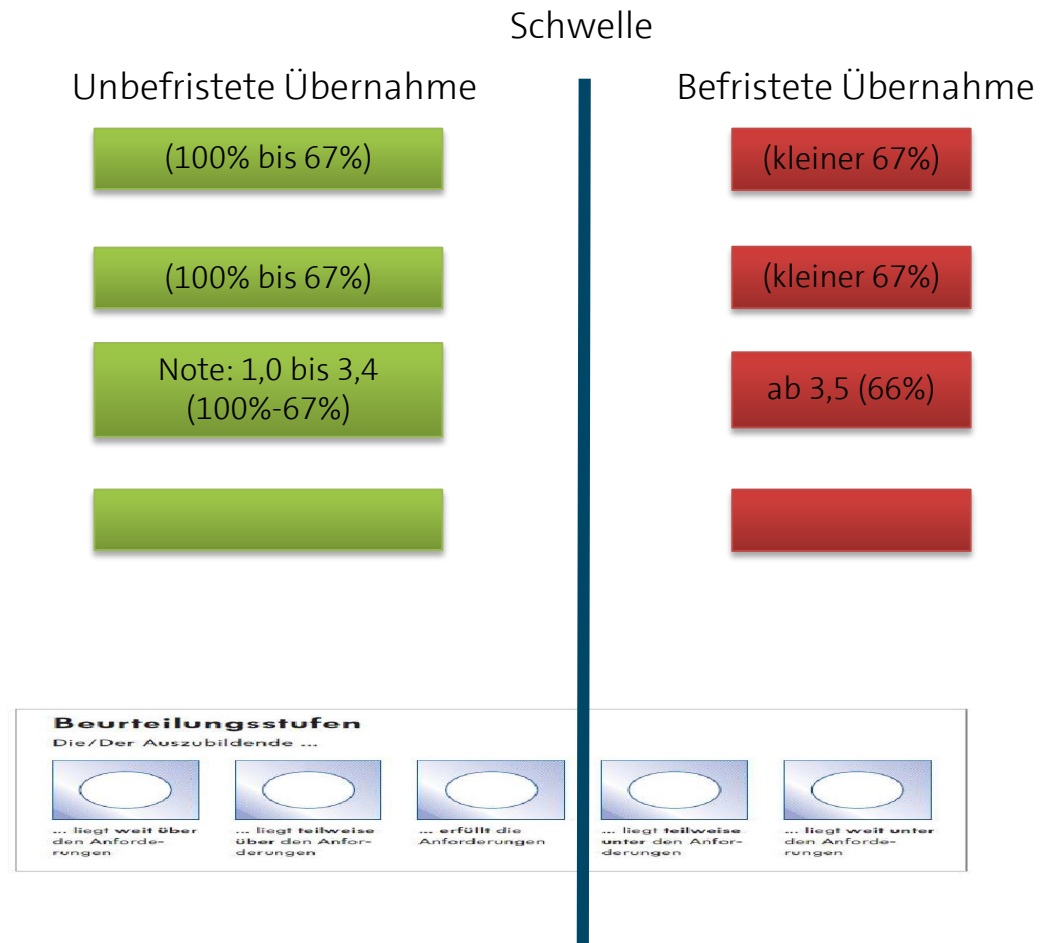 Schwelle
Unbefristete Übernahme
Befristete Übernahme
(100% bis 67%)
(kleiner 67%)
(100% bis 67%)
(kleiner 67%)
Note: 1,0 bis 3,4
(100%-67%)
ab 3,5 (66%)
Beurteilungsstufen
Die/Der Auszubildende ...
... liegt weit über
den Anforde-
rungen
... liegt teilweise
über den Anfor-
derungen
... erfüllt die
Anforderungen
... liegt teilweise
unter den Anfor-
derungen
... liegt weit unter
den Anforde-
rungen